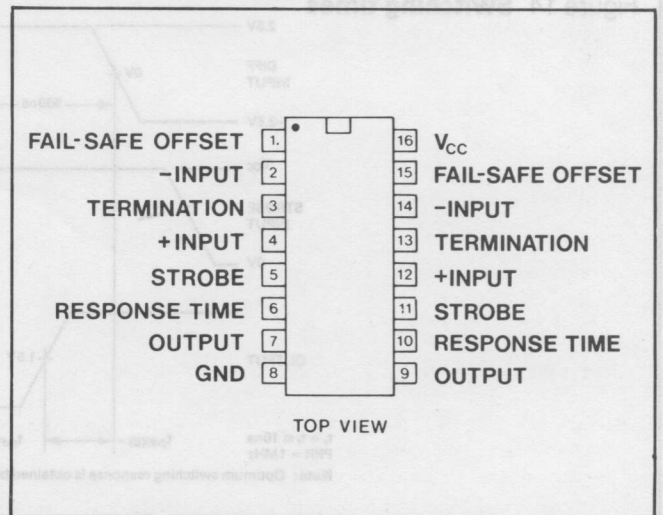 FAIL-SAFE OFFSET 1. 16 VCC
-INPUT 2 15 FAIL-SAFE OFFSET
TERMINATION 3 14 -INPUT
+INPUT 4 13 TERMINATION
STROBE 5 12 +INPUT
RESPONSE TIME 6 11 STROBE
OUTPUT 7 10 RESPONSE TIME
GND 8 9 OUTPUT
TOP VIEW